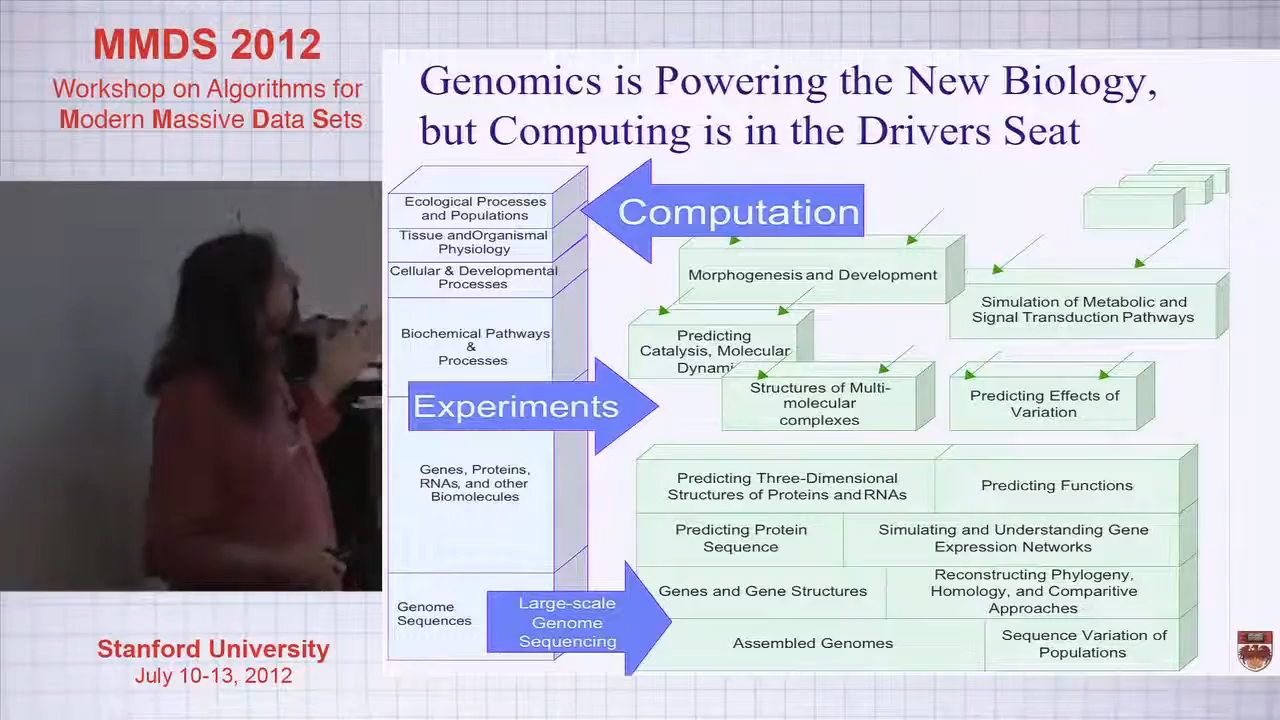 MMDS 2012
Workshop on Algorithms for
Modern Massive Data Sets
Genomics is Powering the New Biology,
but Computing is in the Drivers Seat
Ecological Processes
and Populations
Tissue andOrganismal
Physiology
Cellular & Developmental
Processes
Biochemical Pathways
&
Processes
Genes, Proteins,
RNAs, and other
Biomolecules
Genome
Sequences
Computation
Experiments
Large-scale
Genome
Sequencing
Morphogenesis and Development
Simulation of Metabolic and
Signal Transduction Pathways
Predicting
Catalysis, Molecular
Structures of Multi-
molecular
complexes
Predicting Effects of
Variation
Predicting Three-Dimensional
Structures of Proteins and RNAs
Predicting Functions
Predicting Protein
Sequence
Simulating and Understanding Gene
Expression Networks
Genes and Gene Structures
Reconstructing Phylogeny,
Homology, and Comparitive
Approaches
Assembled Genomes
Sequence Variation of
Populations
Stanford University
July 10-13, 2012